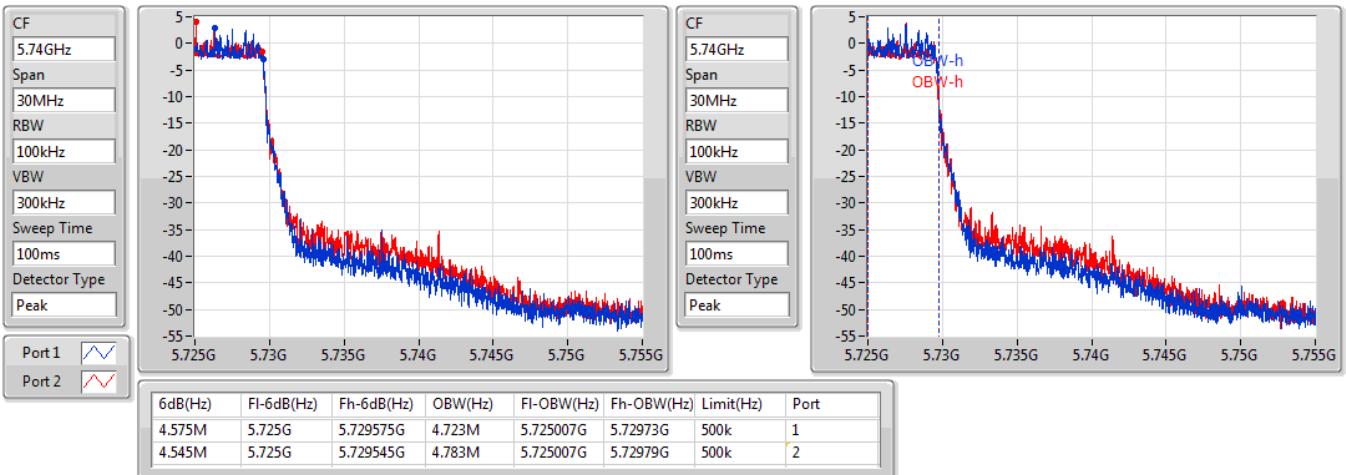 CF
5.74GHz
Span
30MHz
RBW
100kHz
VBW
300kHz
Sweep Time
100ms
Detector Type
Peak
Port 1
Port 2
5-
0-
-5-
-10-
-15-
-20-
-25-
-30-
-35-
-40-
-45-
-50-
-55-
5.725G 5.73G 5.735G 5.74G 5.745G 5.75G 5.755G
CF
5.74GHz
Span
30MHz
RBW
100kHz
VBW
300kHz
Sweep Time
100ms
Detector Type
Peak
5-
0-
-5-
-10-
-15-
-20-
-25-
-30-
-35-
-40-
-45-
-50-
-55-
OBW-h
OBW-h
5.725G 5.73G 5.735G 5.74G 5.745G 5.75G 5.755G
6dB(Hz) Fl-6dB(Hz) Fh-6dB(Hz) OBW(Hz) Fl-OBW(Hz) Fh-OBW(Hz) Limit(Hz) Port
4.575M 5.725G 5.729575G 4.723M 5.725007G 5.72973G 500k 1
4.545M 5.725G 5.729545G 4.783M 5.725007G 5.72979G 500k 2